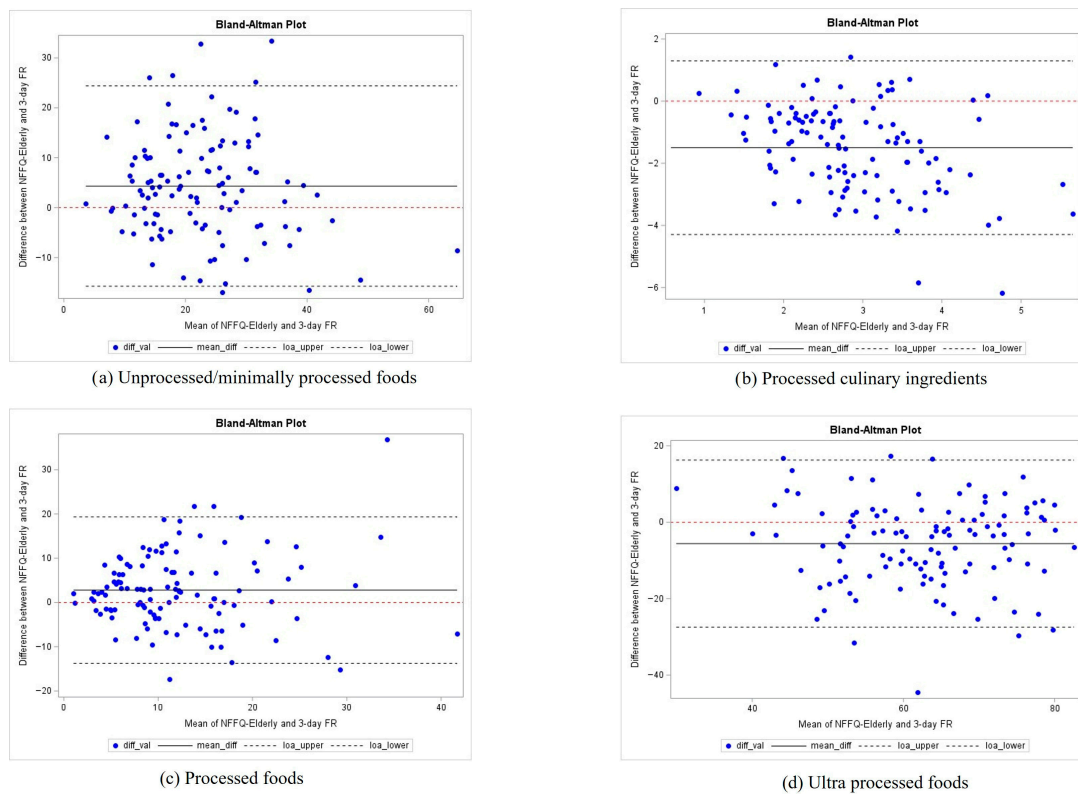 Bland-Altman Plot
Difference between NFFQ-Elderly and 3-day FR
30
20
10
0
-10
0 20 40 60
Mean of NFFQ-Elderly and 3-day FR
diff_val mean_diff loa_upper loa_lower
(a) Unprocessed/minimally processed foods
Bland-Altman Plot
Difference between NFFQ-Elderly and 3-day FR
2
0
-2
-4
-6
1 2 3 4 5
Mean of NFFQ-Elderly and 3-day FR
diff_val mean_diff loa_upper loa_lower
(b) Processed culinary ingredients
Bland-Altman Plot
Difference between NFFQ-Elderly and 3-day FR
30
20
10
0
-10
-20
0 10 20 30 40
Mean of NFFQ-Elderly and 3-day FR
diff_val mean_diff loa_upper loa_lower
(c) Processed foods
Bland-Altman Plot
Difference between NFFQ-Elderly and 3-day FR
20
0
-20
-40
40 60 80
Mean of NFFQ-Elderly and 3-day FR
diff_val mean_diff loa_upper loa_lower
(d) Ultra processed foods